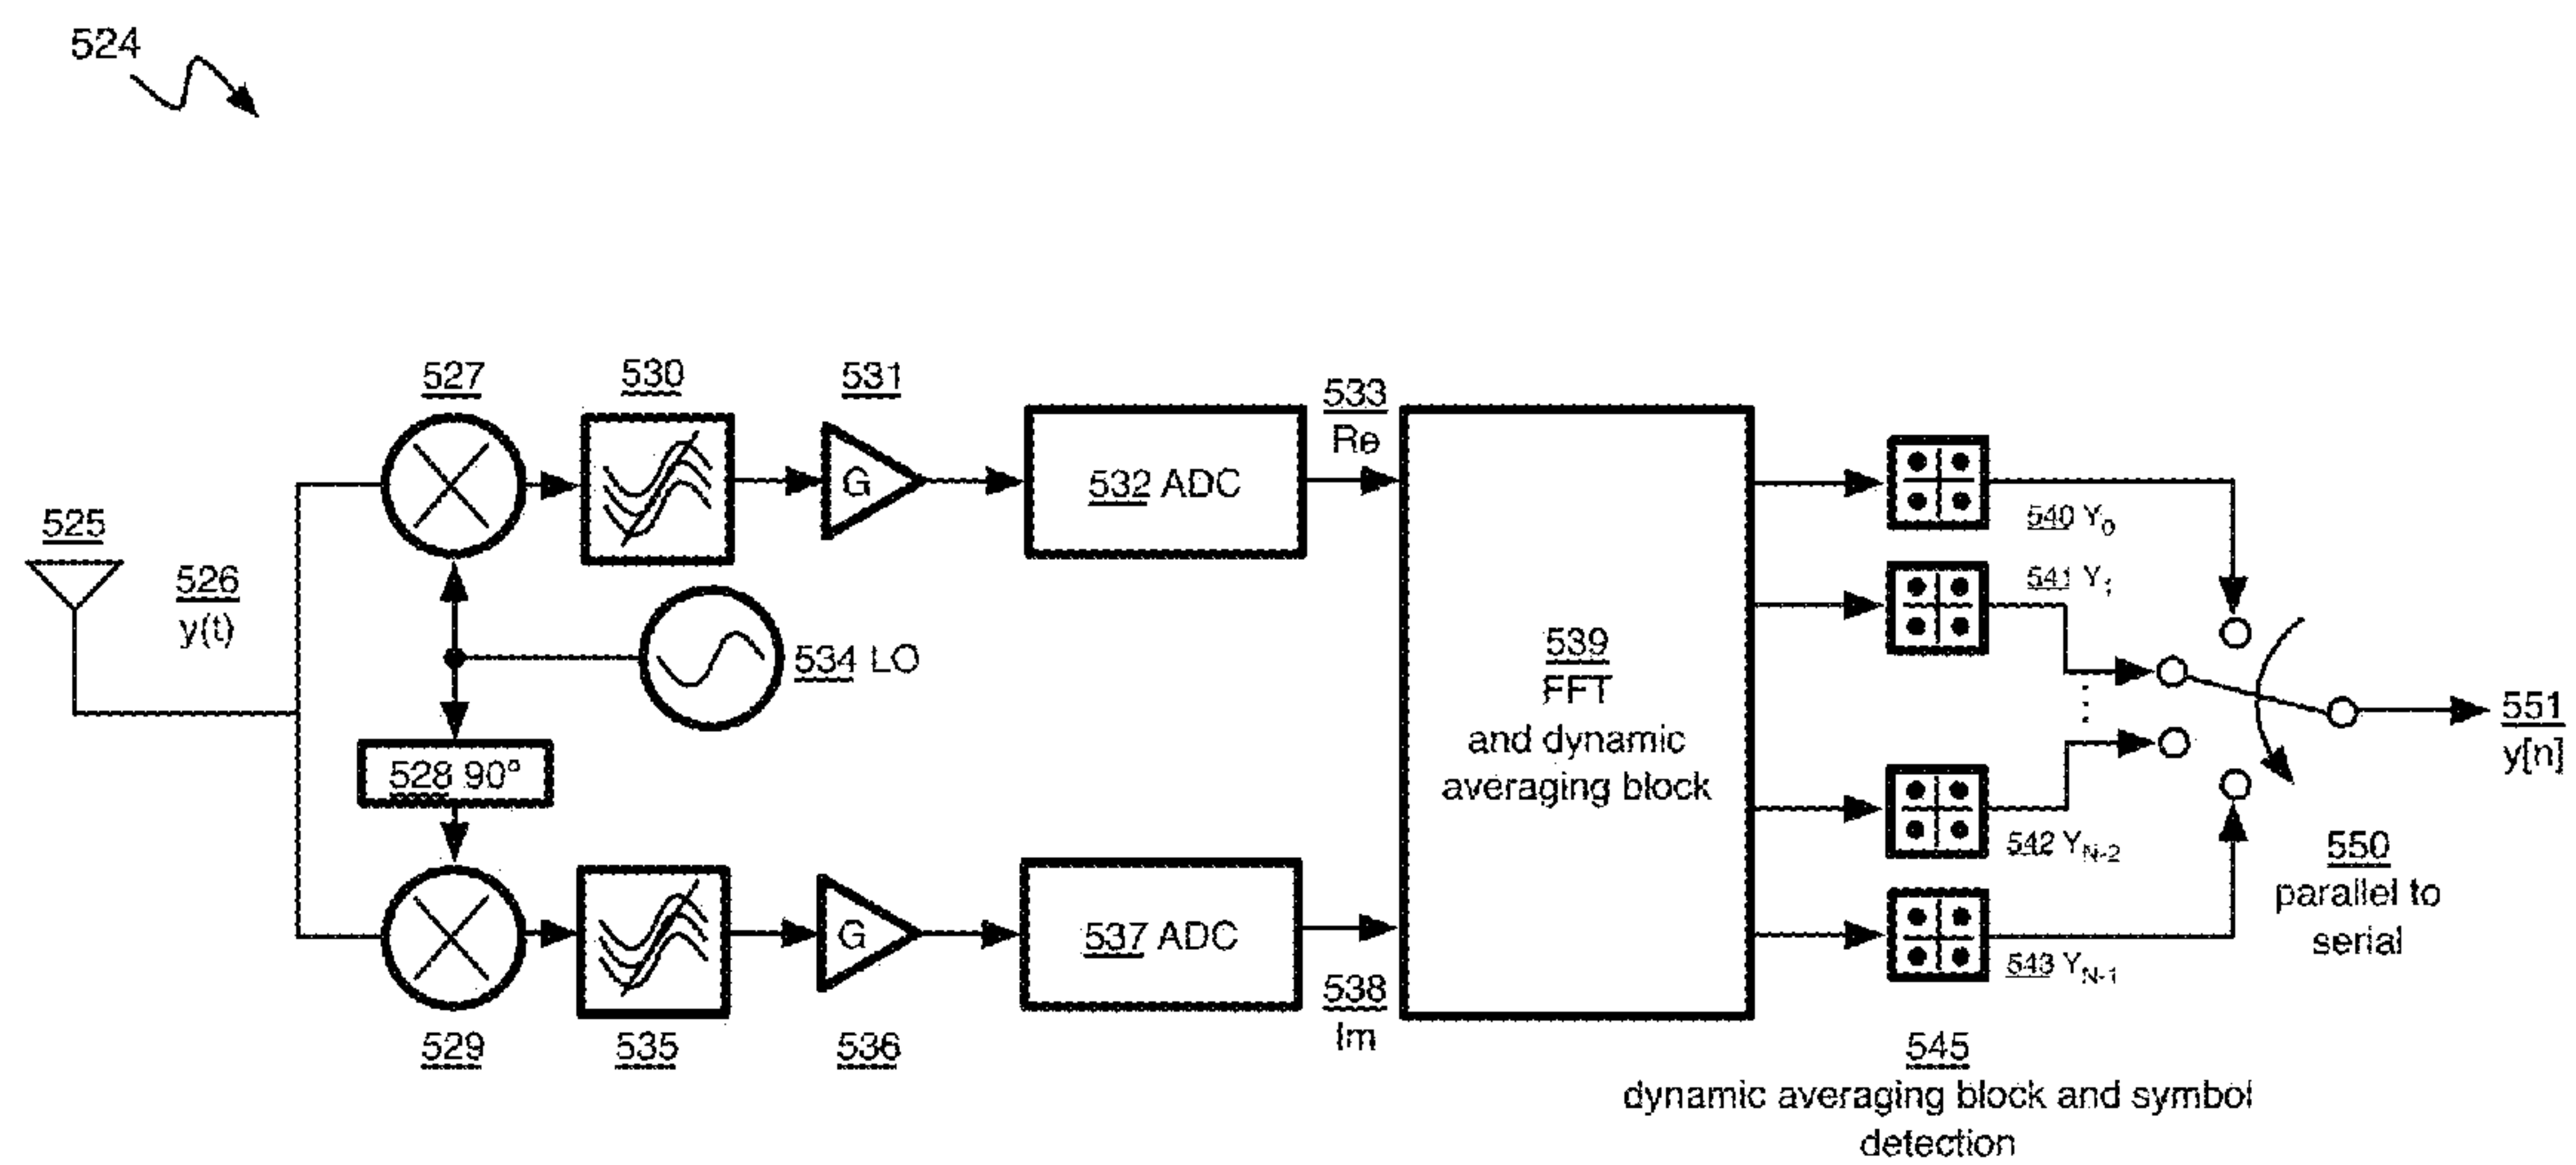 524
527
530
531
533
Re
G
532 ADC
525
526
y(t)
534 LO
528 90°
539
FFT
and dynamic
averaging block
540 Y0
541 Y1
542 YN-2
543 YN-1
551
y[n]
550
parallel to
serial
G
537 ADC
538
Im
529
535
536
545
dynamic averaging block and symbol
detection